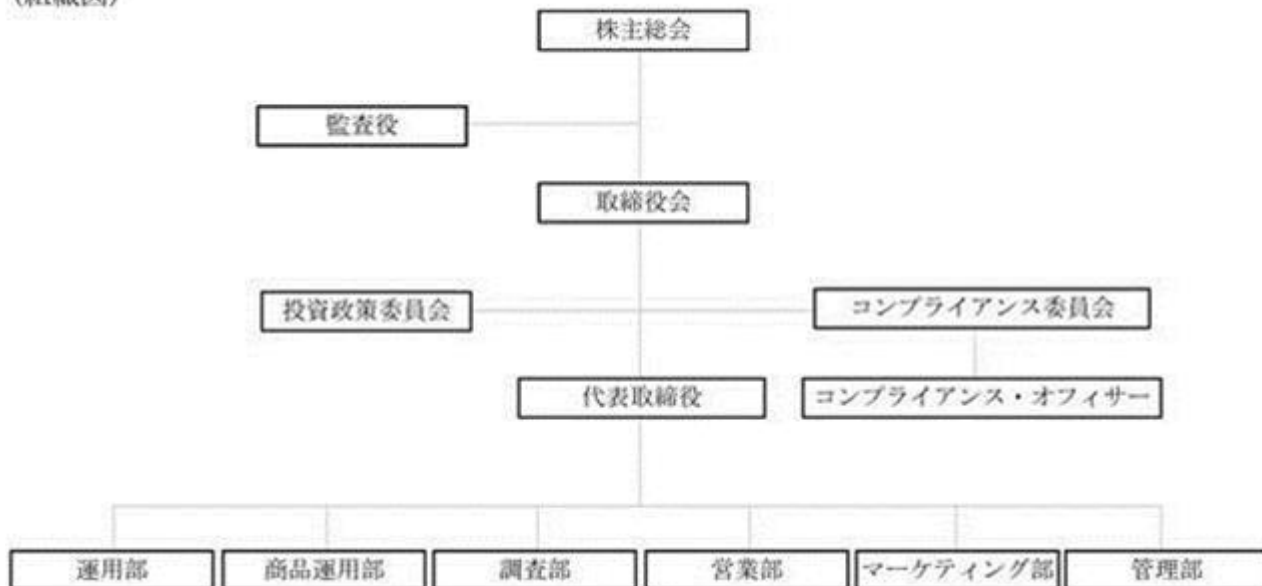 株主総会
監査役
取締役会
投資政策委員会
コンプライアンス委員会
代表取締役
コンプライアンス・オフィサー
運用部
商品運用部
調査部
営業部
マーケティング部
管理部